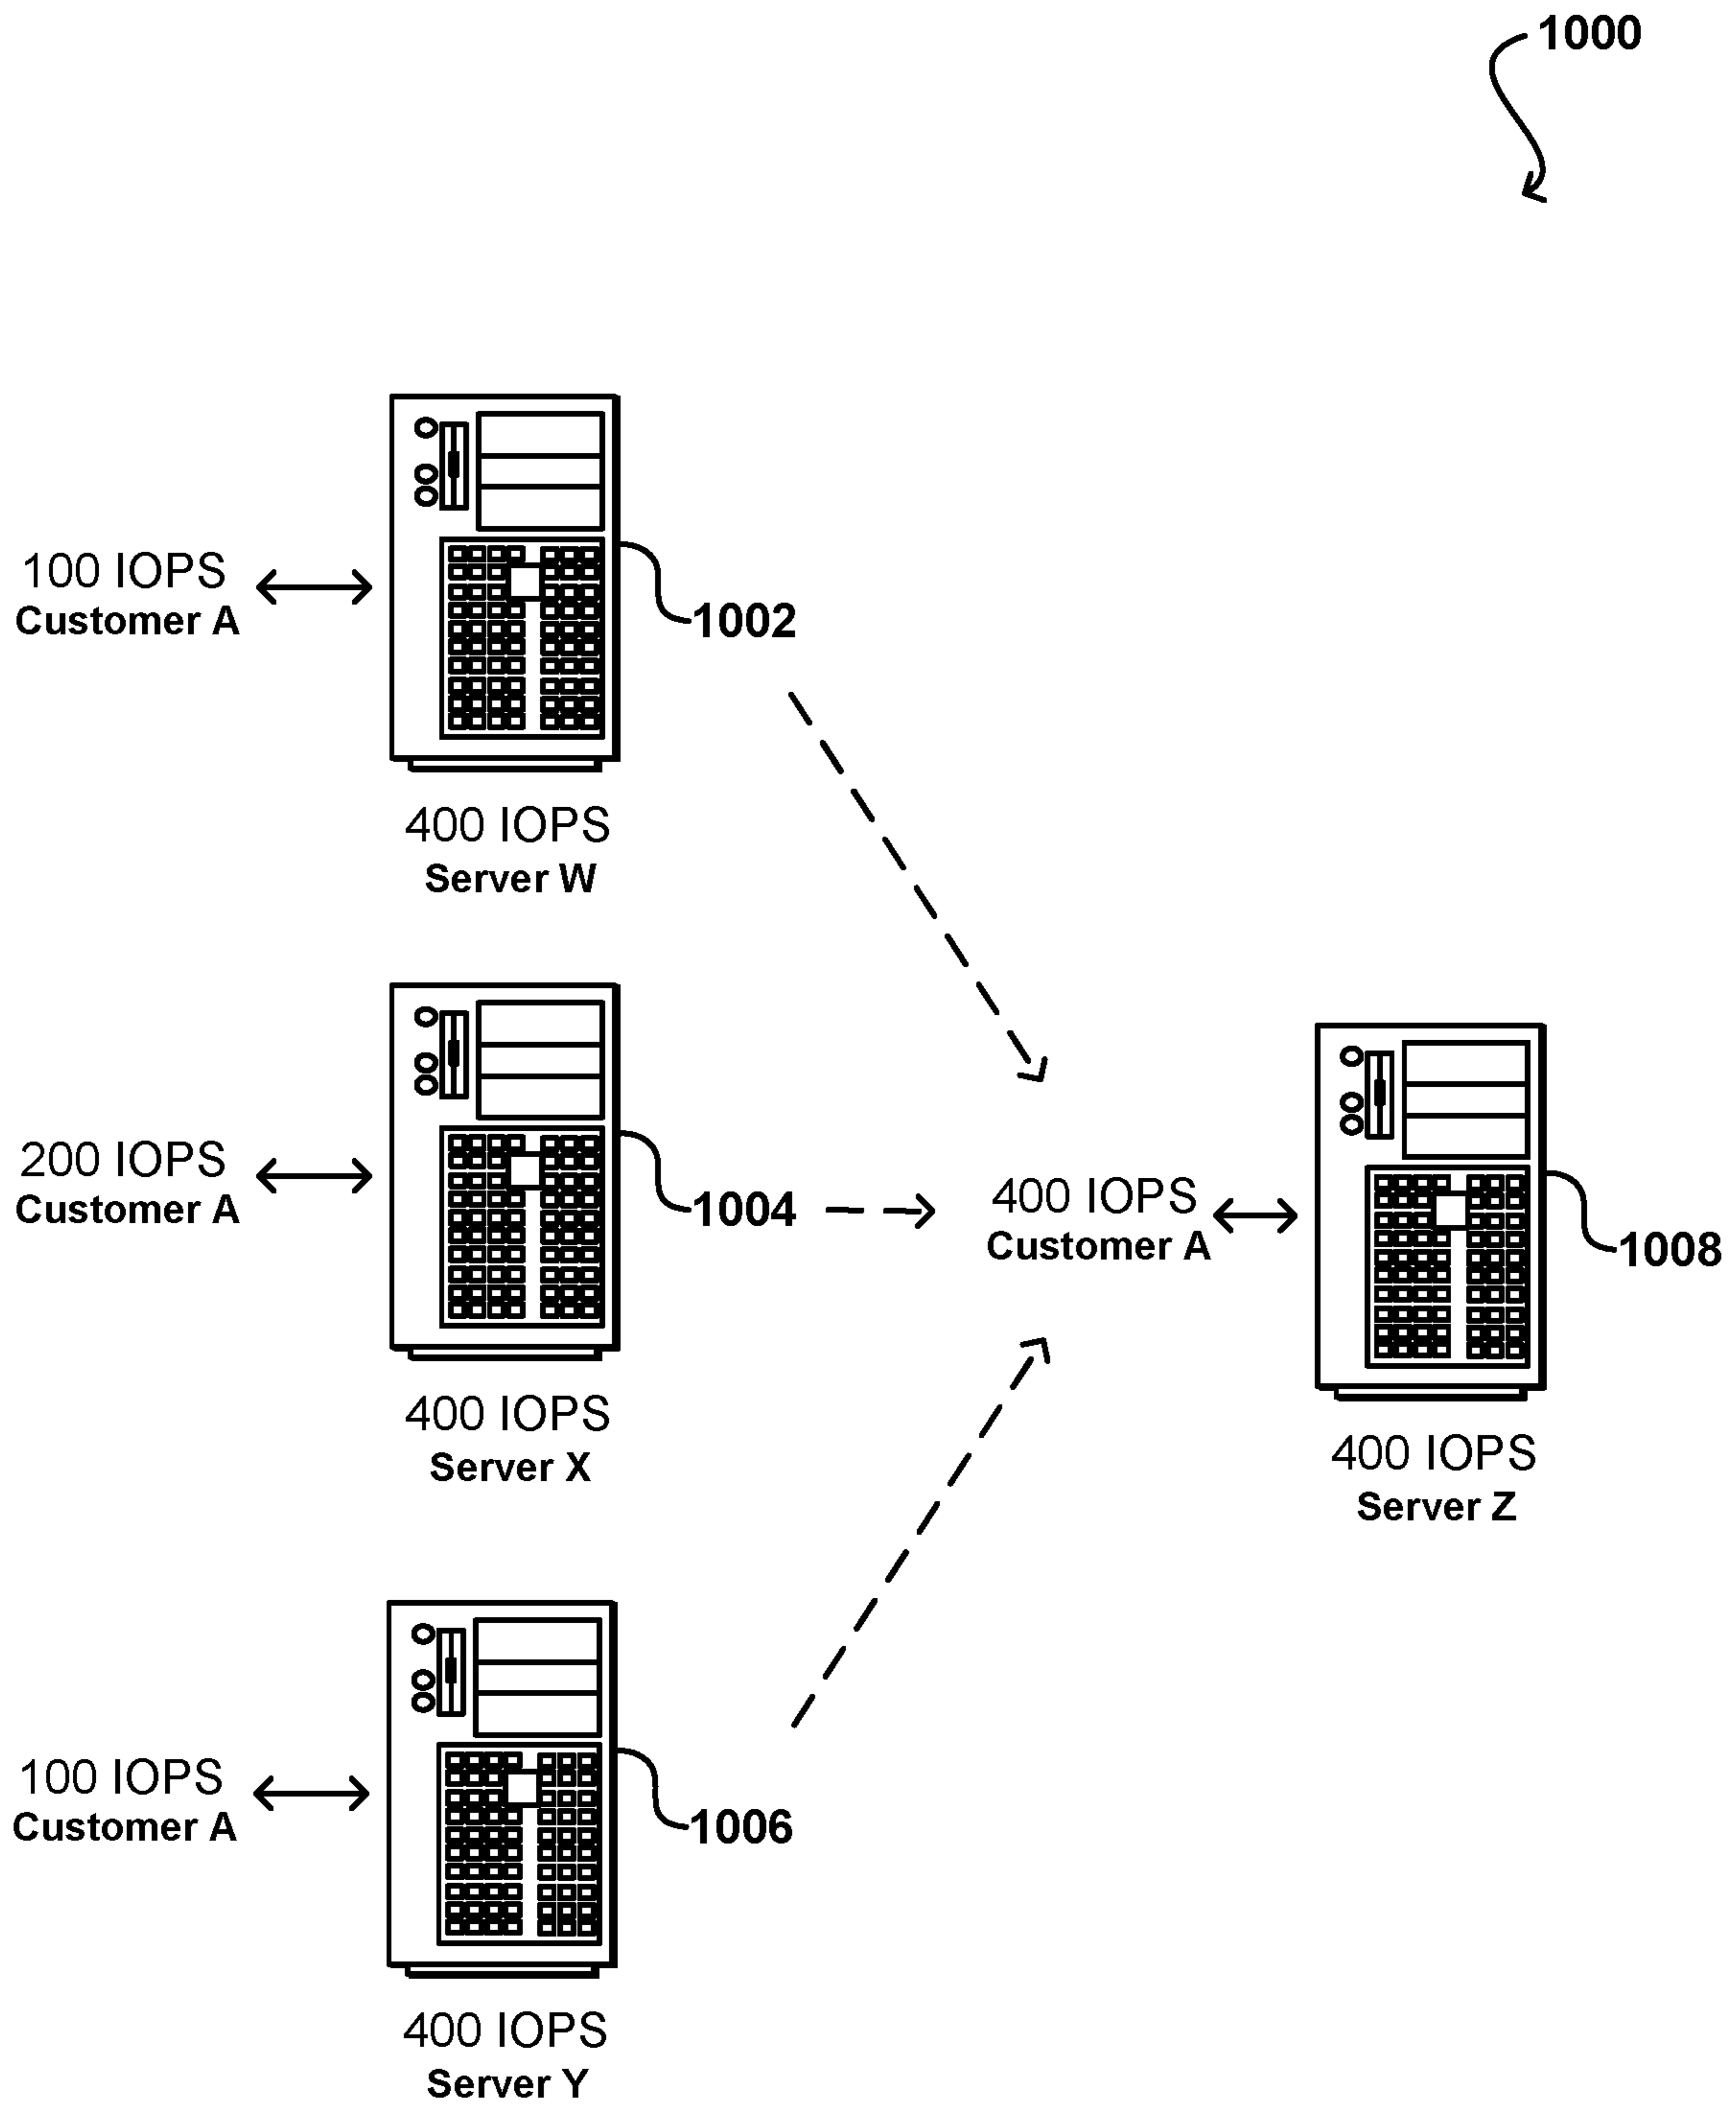 1000
100 IOPS
Customer A
1002
400 IOPS
Server W
200 IOPS
Customer A
1004
400 IOPS
Customer A
1008
400 IOPS
Server X
400 IOPS
Server Z
100 IOPS
Customer A
1006
400 IOPS
Server Y